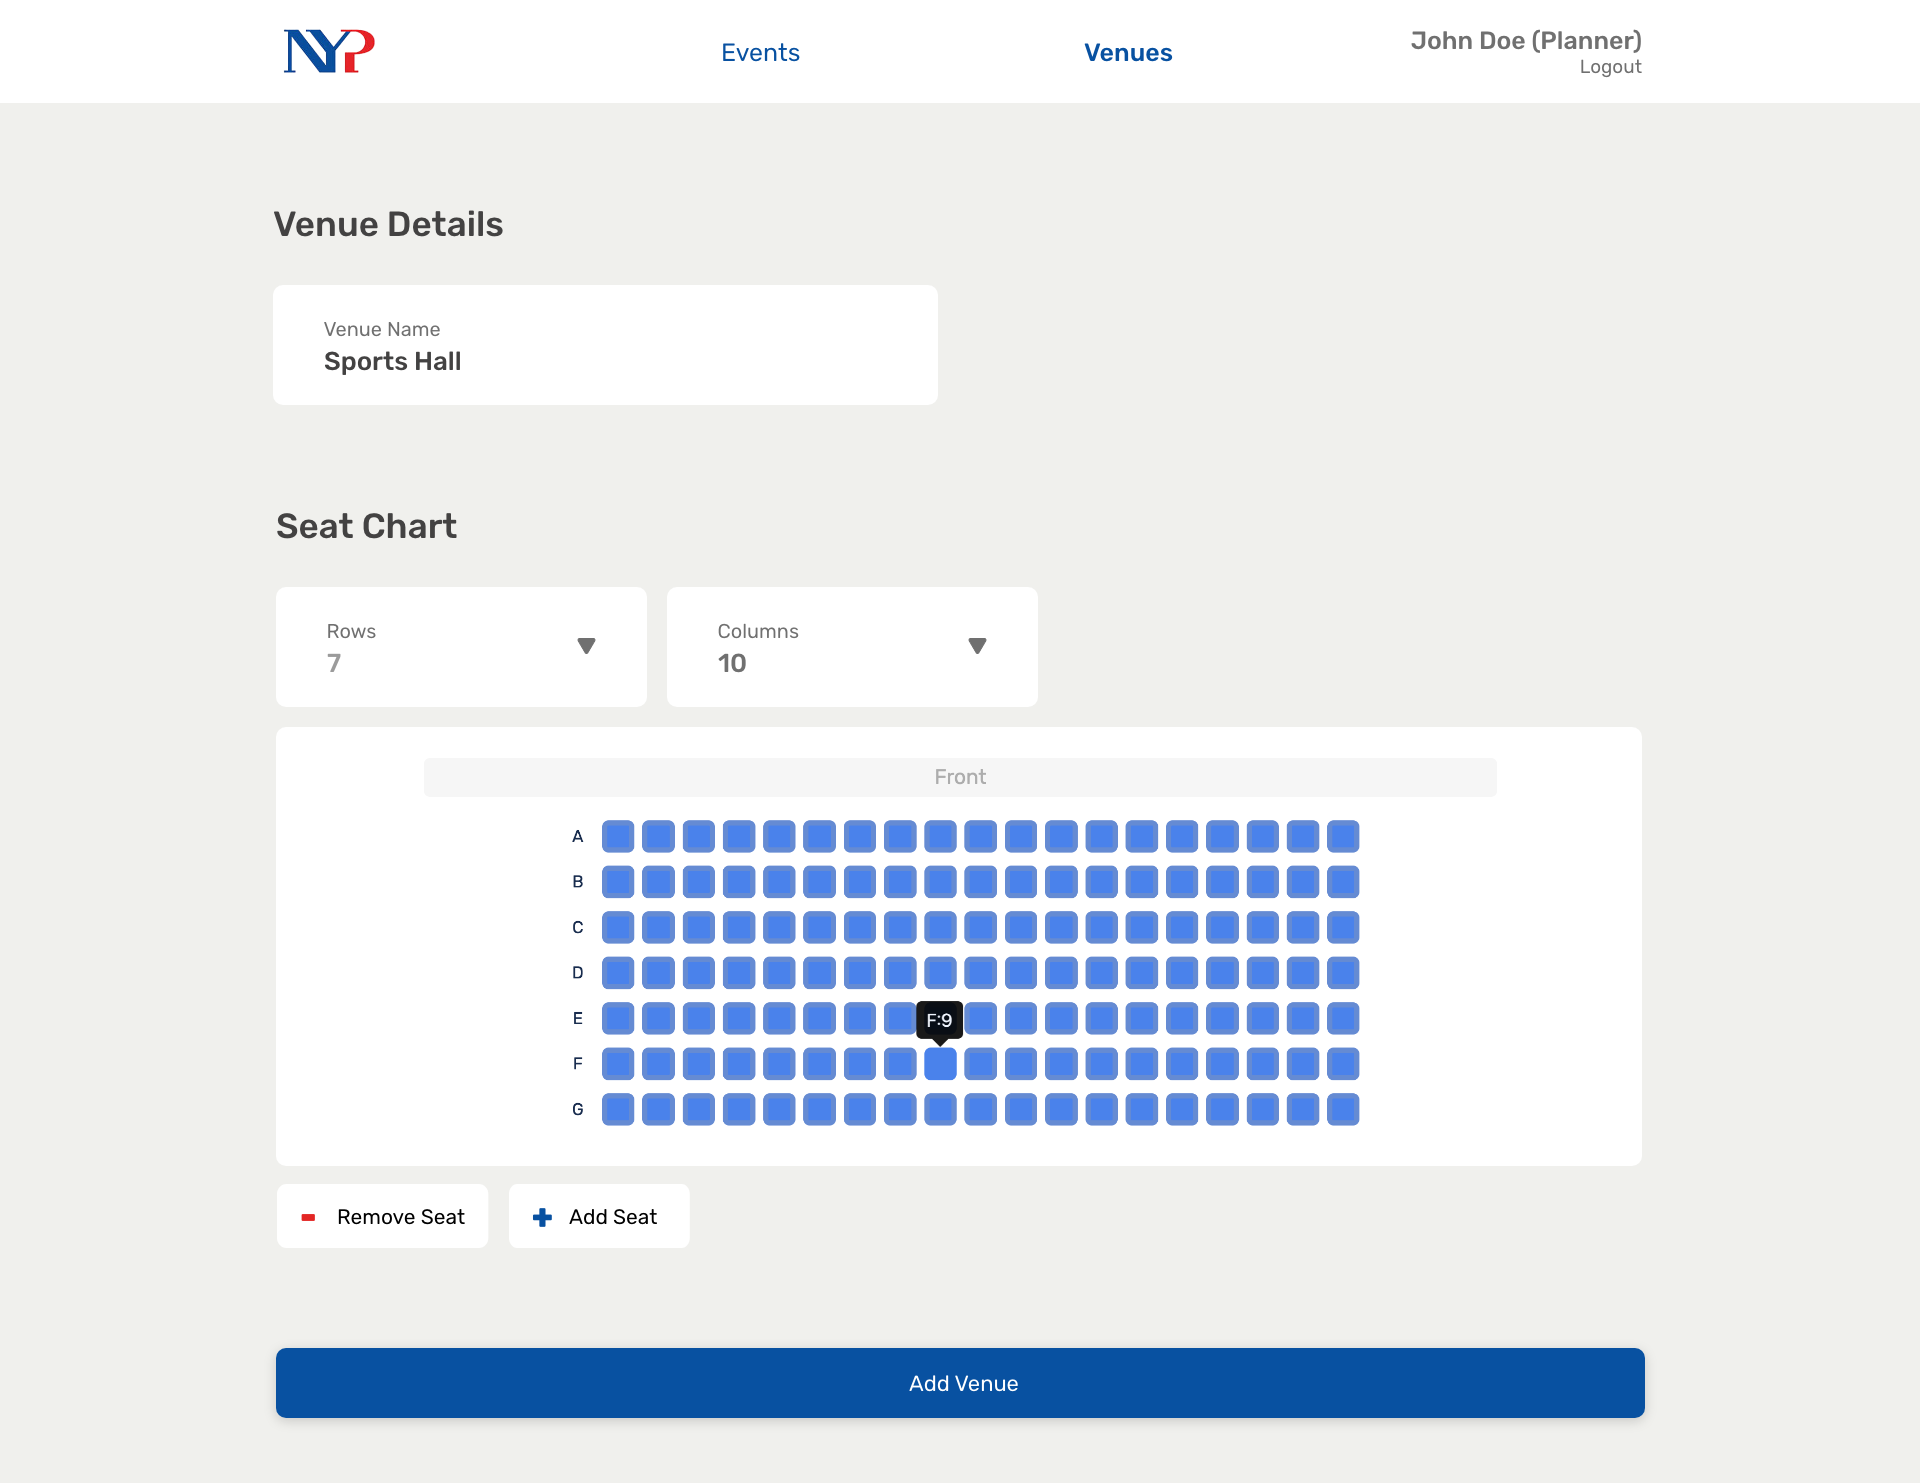 NYP
Events
Venues
John Doe (Planner)
Logout
Venue Details
Venue Name
Sports Hall
Seat Chart
Rows
7
Columns
10
Front
A
B
C
D
E
F:9
F
G
Remove Seat
Add Seat
Add Venue